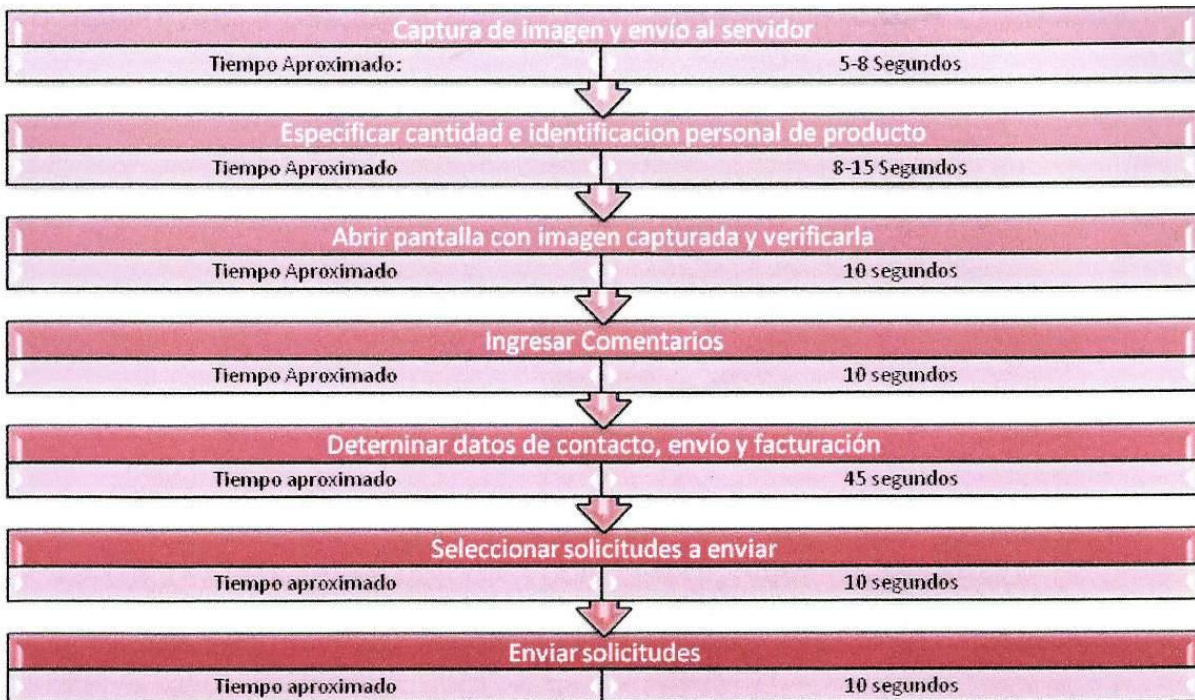 Captura de imagen y envío al servidor
Tiempo Aproximado: 5-8 Segundos
Especificar cantidad e identificacion personal de producto
Tiempo Aproximado 8-15 Segundos
Abrir pantalla con imagen capturada y verificarla
Tiempo Aproximado 10 segundos
Ingresar Comentarios
Tiempo Aproximado 10 segundos
Deterninar datos de contacto, envío y facturación
Tiempo aproximado 45 segundos
Seleccionar solicitudes a enviar
Tiempo aproximado 10 segundos
Enviar solicitudes
Tiempo aproximado 10 segundos